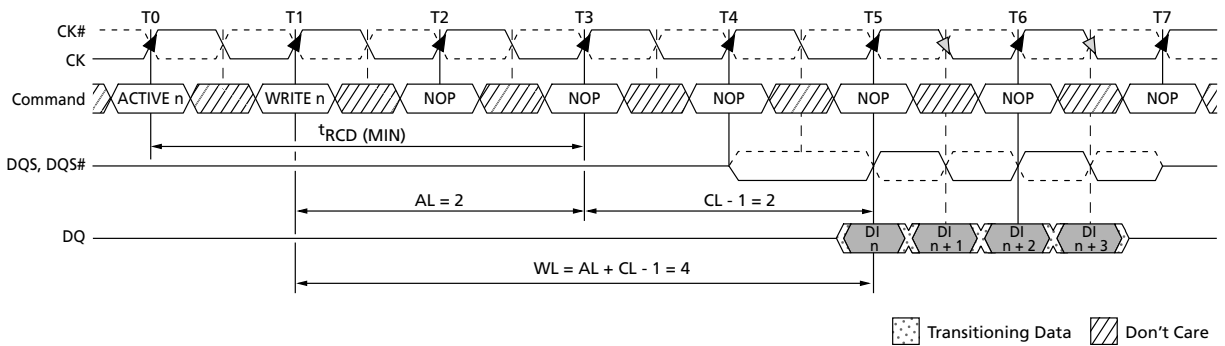 T0 T1 T2 T3 T4 T5 T6 T7
CK#
CK
Command ACTIVE n WRITE n NOP NOP NOP NOP NOP NOP
tRCD (MIN)
DQS, DQS#
AL = 2 CL - 1 = 2
DQ DI n DI n + 1 DI n + 2 DI n + 3
WL = AL + CL - 1 = 4
Transitioning Data Don't Care